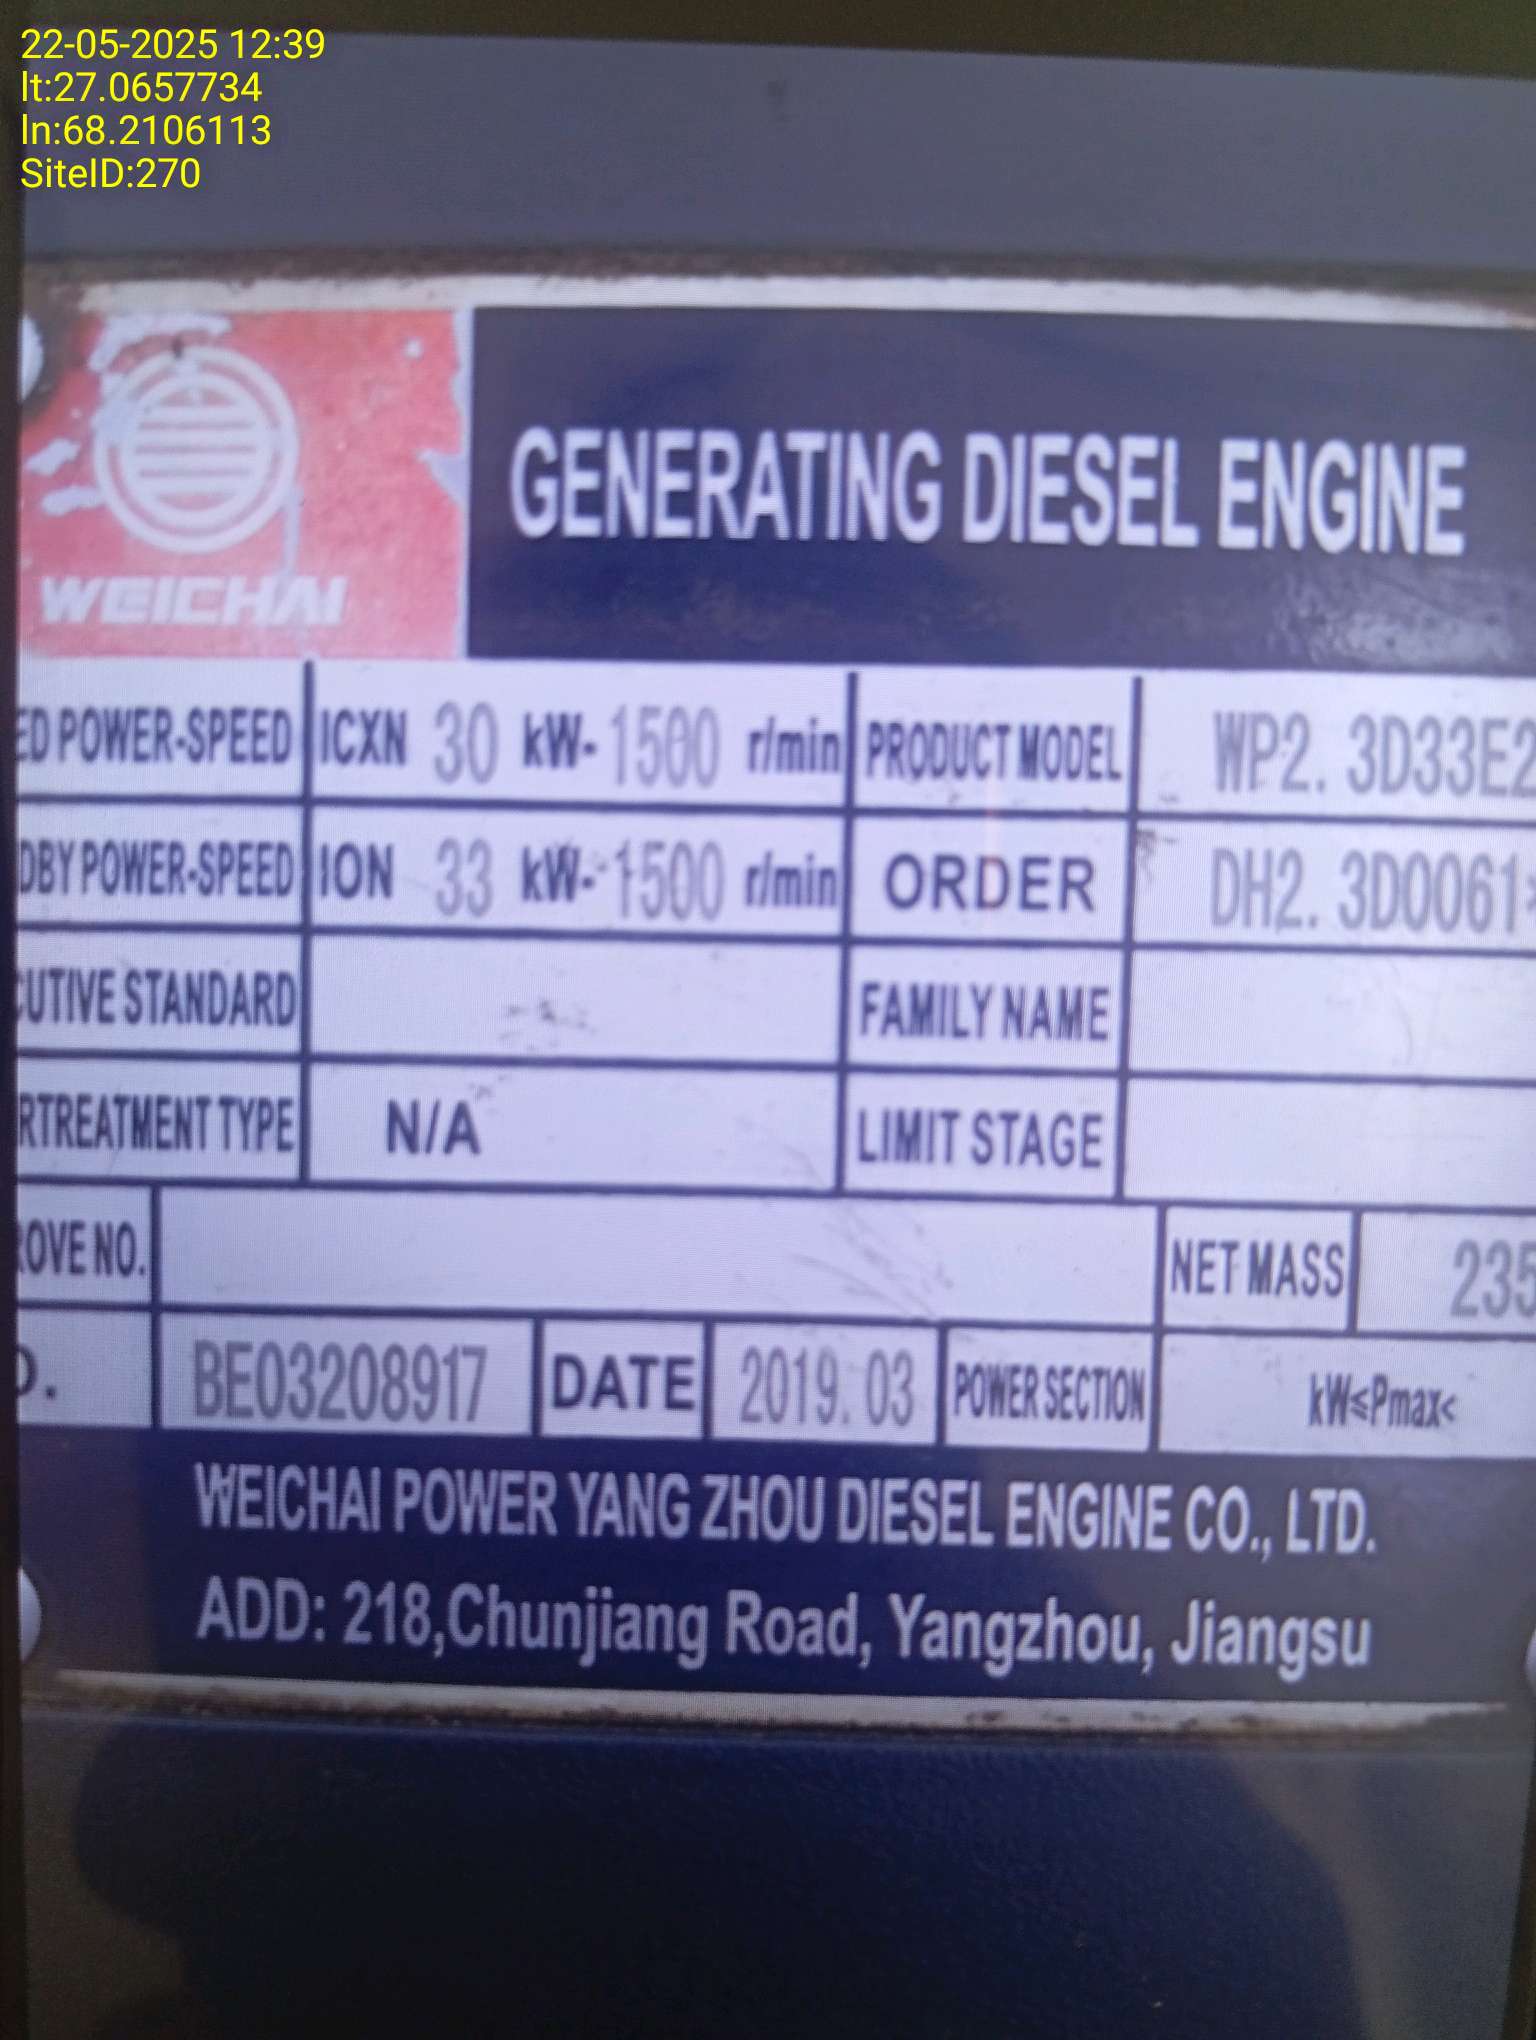 22-05-2025 12:39
lt:27.0657734
ln:68.2106113
SiteID:270
WEICHAI
GENERATING DIESEL ENGINE
ED POWER-SPEED ICXN 30 kW- 1500 r/min PRODUCT MODEL WP2. 3D33E2
DBY POWER-SPEED ION 33 kW- 1500 r/min ORDER DH2. 3D0061
CUTIVE STANDARD FAMILY NAME
RTREATMENT TYPE N/A LIMIT STAGE
ROVE NO. NET MASS 235
O. BE03208917 DATE 2019. 03 POWER SECTION kW≤Pmax<
WEICHAI POWER YANG ZHOU DIESEL ENGINE CO., LTD.
ADD: 218,Chunjiang Road, Yangzhou, Jiangsu